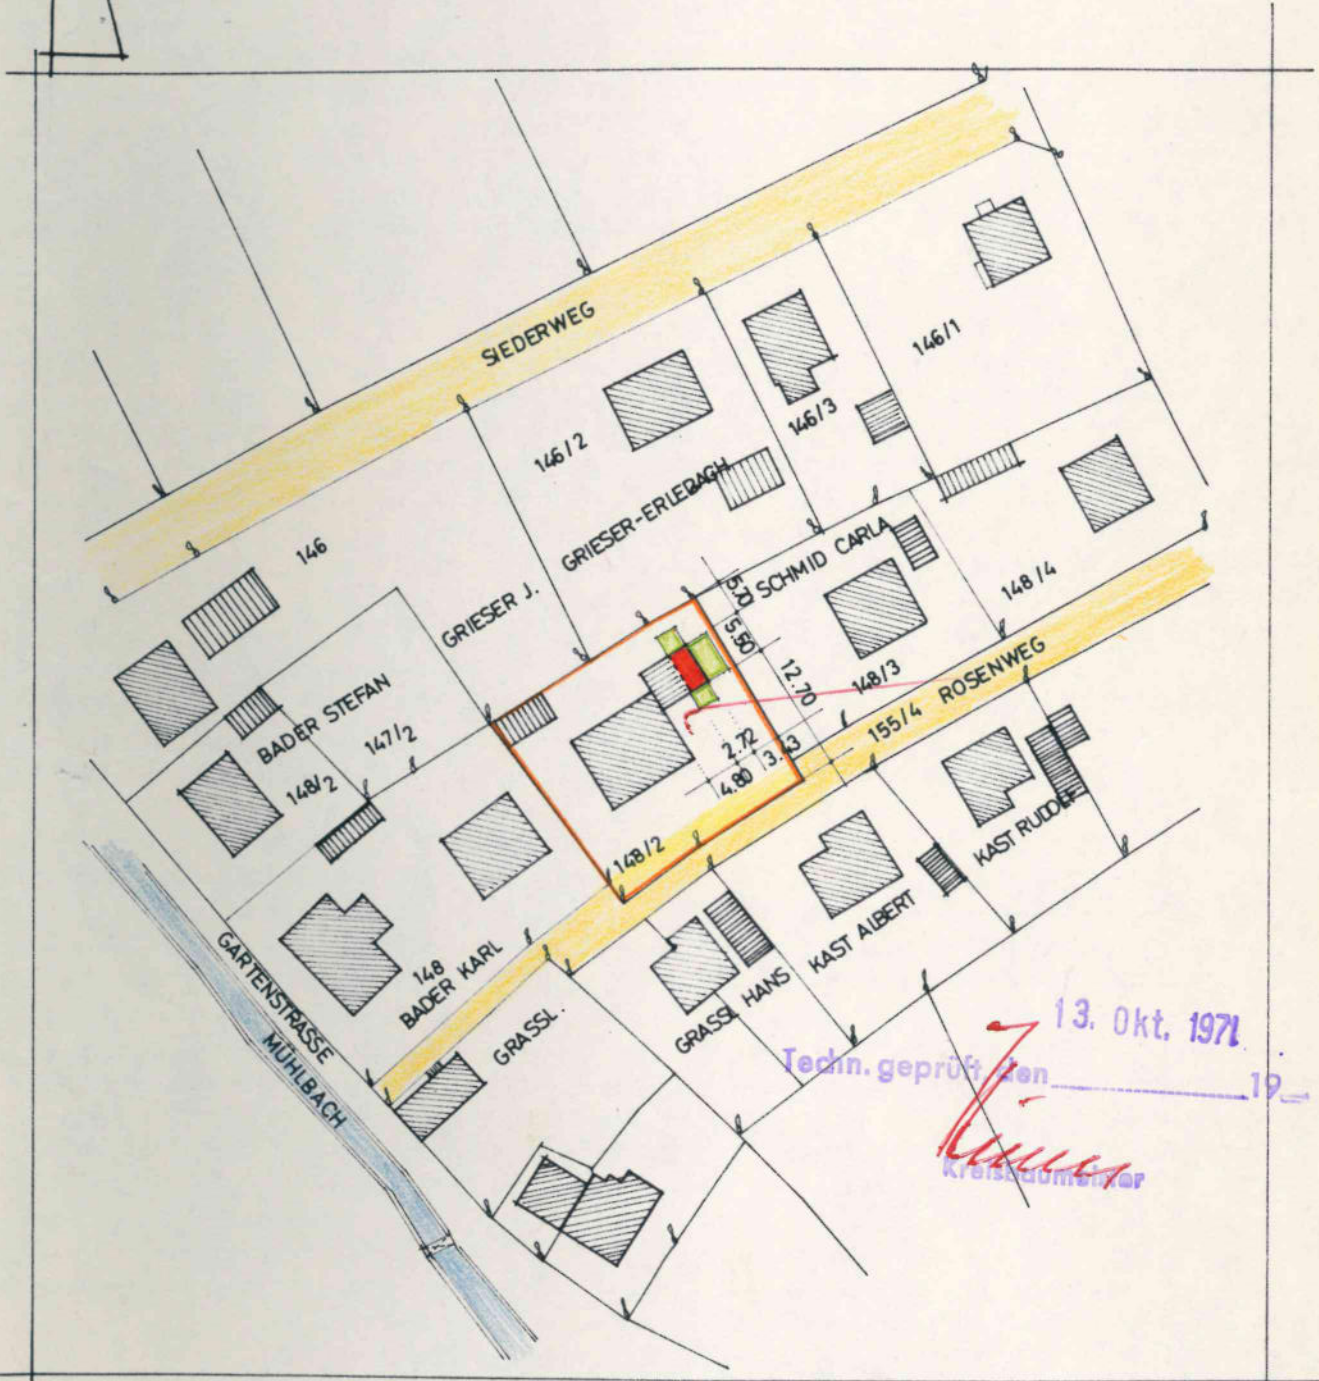 SIEDERWEG
146/1
146/3
146/2
GRIESER-ERLEBACH
146
GRIESER J.
SCHMID CARLA
148/4
5.70
5.50
12.70
148/3
ROSENWEG
155/4
BADER STEFAN
147/2
148/2
2.72
3.43
4.80
148/2
KAST RUDOLF
KAST ALBERT
GRASSL HANS
148
BADER KARL
GRASSL.
GARTENSTRASSE
MÜHLBACH
13. Okt. 1971
Techn. geprüft, den 19
Kreisbaumeister